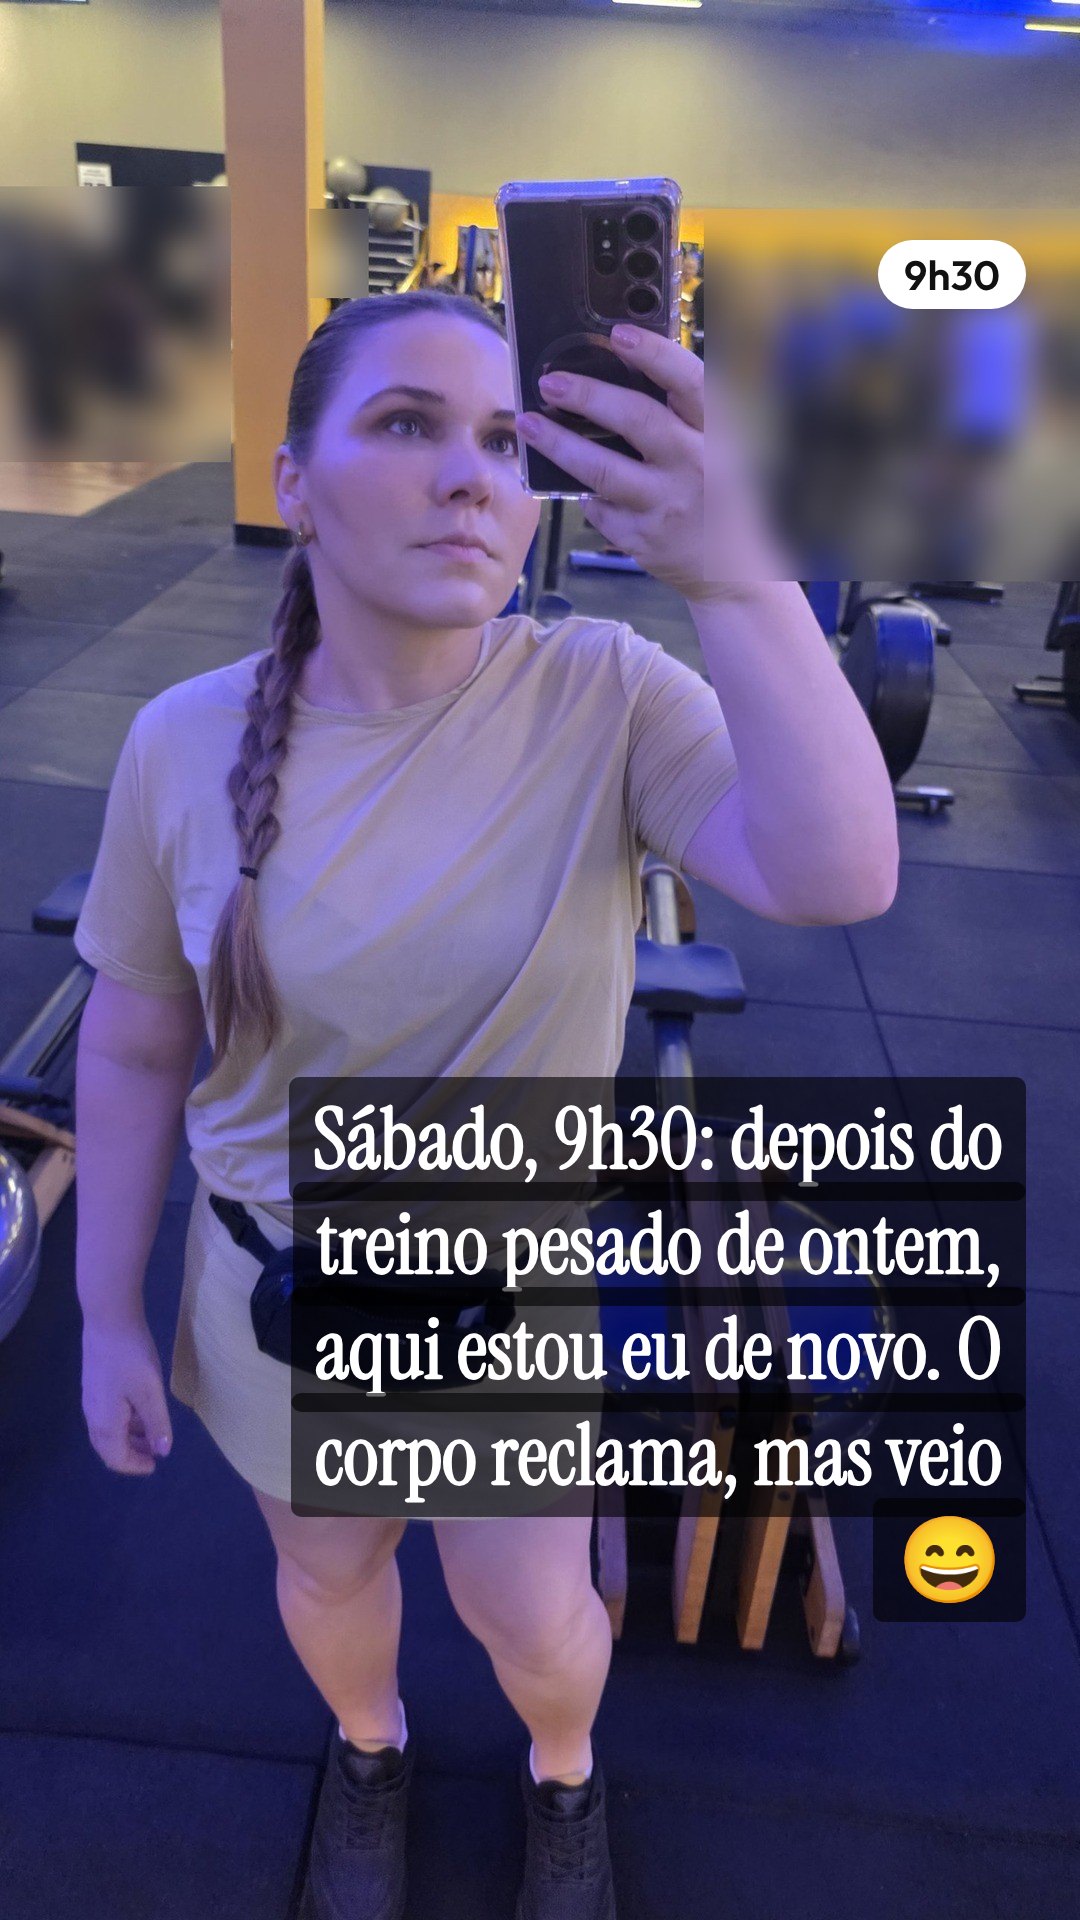 9h30
Sábado, 9h30: depois do
treino pesado de ontem,
aqui estou eu de novo. O
corpo reclama, mas veio
😄